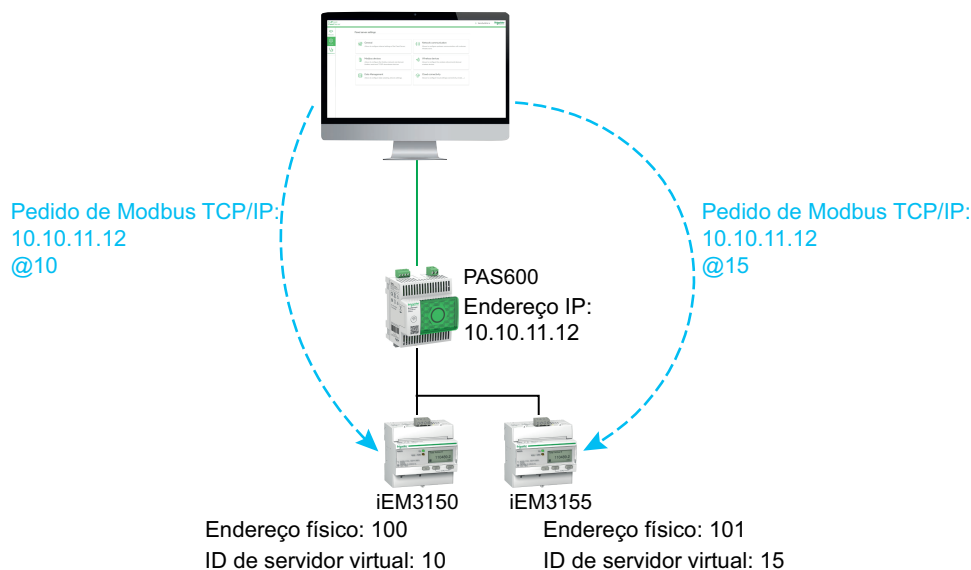 Pedido de Modbus TCP/IP:
10.10.11.12
@10
Pedido de Modbus TCP/IP:
10.10.11.12
@15
PAS600
Endereço IP:
10.10.11.12
iEM3150
Endereço físico: 100
ID de servidor virtual: 10
iEM3155
Endereço físico: 101
ID de servidor virtual: 15